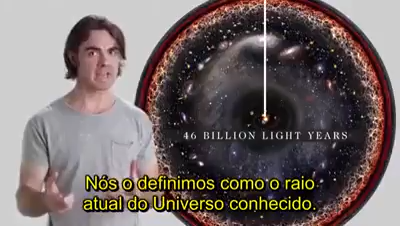 46 BILLION LIGHT YEARS
Nós o definimos como o raio
atual do Universo conhecido.